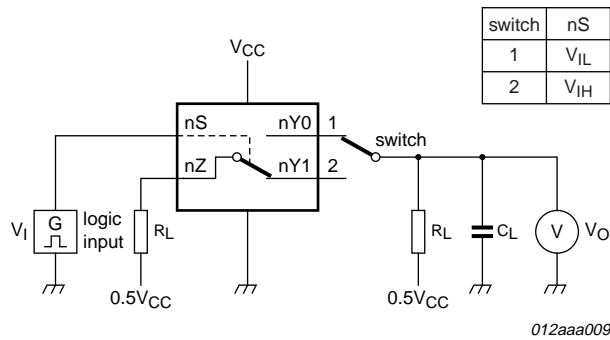 switch nS
1 VIL
2 VIH
VCC
nS nY0 1
switch
nZ nY1 2
VI G logic
input
RL
RL CL V VO
0.5VCC
0.5VCC
012aaa009